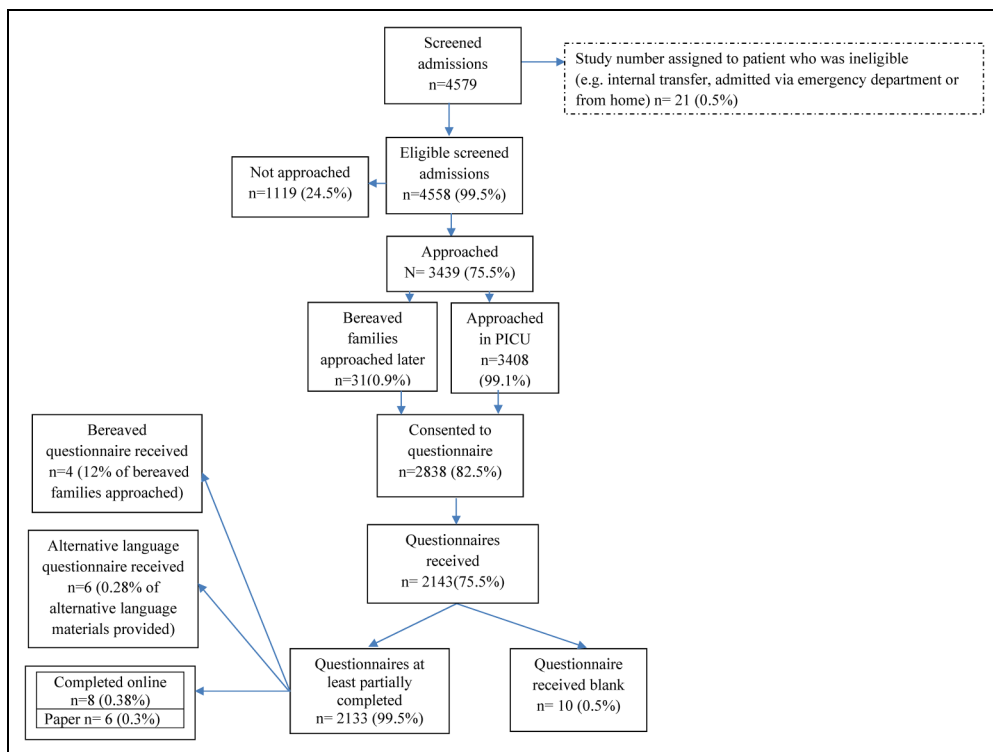 Screened
admissions
n=4579
Study number assigned to patient who was ineligible
(e.g. internal transfer, admitted via emergency department or
from home) n= 21 (0.5%)
Eligible screened
admissions
n=4558 (99.5%)
Not approached
n=1119 (24.5%)
Approached
N= 3439 (75.5%)
Bereaved
families
approached later
n=31(0.9%)
Approached
in PICU
n=3408
(99.1%)
Consented to
questionnaire
n=2838 (82.5%)
Bereaved
questionnaire received
n=4 (12% of bereaved
families approached)
Questionnaires
received
n= 2143(75.5%)
Alternative language
questionnaire received
n=6 (0.28% of
alternative language
materials provided)
Completed online
n=8 (0.38%)
Paper n= 6 (0.3%)
Questionnaires at
least partially
completed
n= 2133 (99.5%)
Questionnaire
received blank
n= 10 (0.5%)